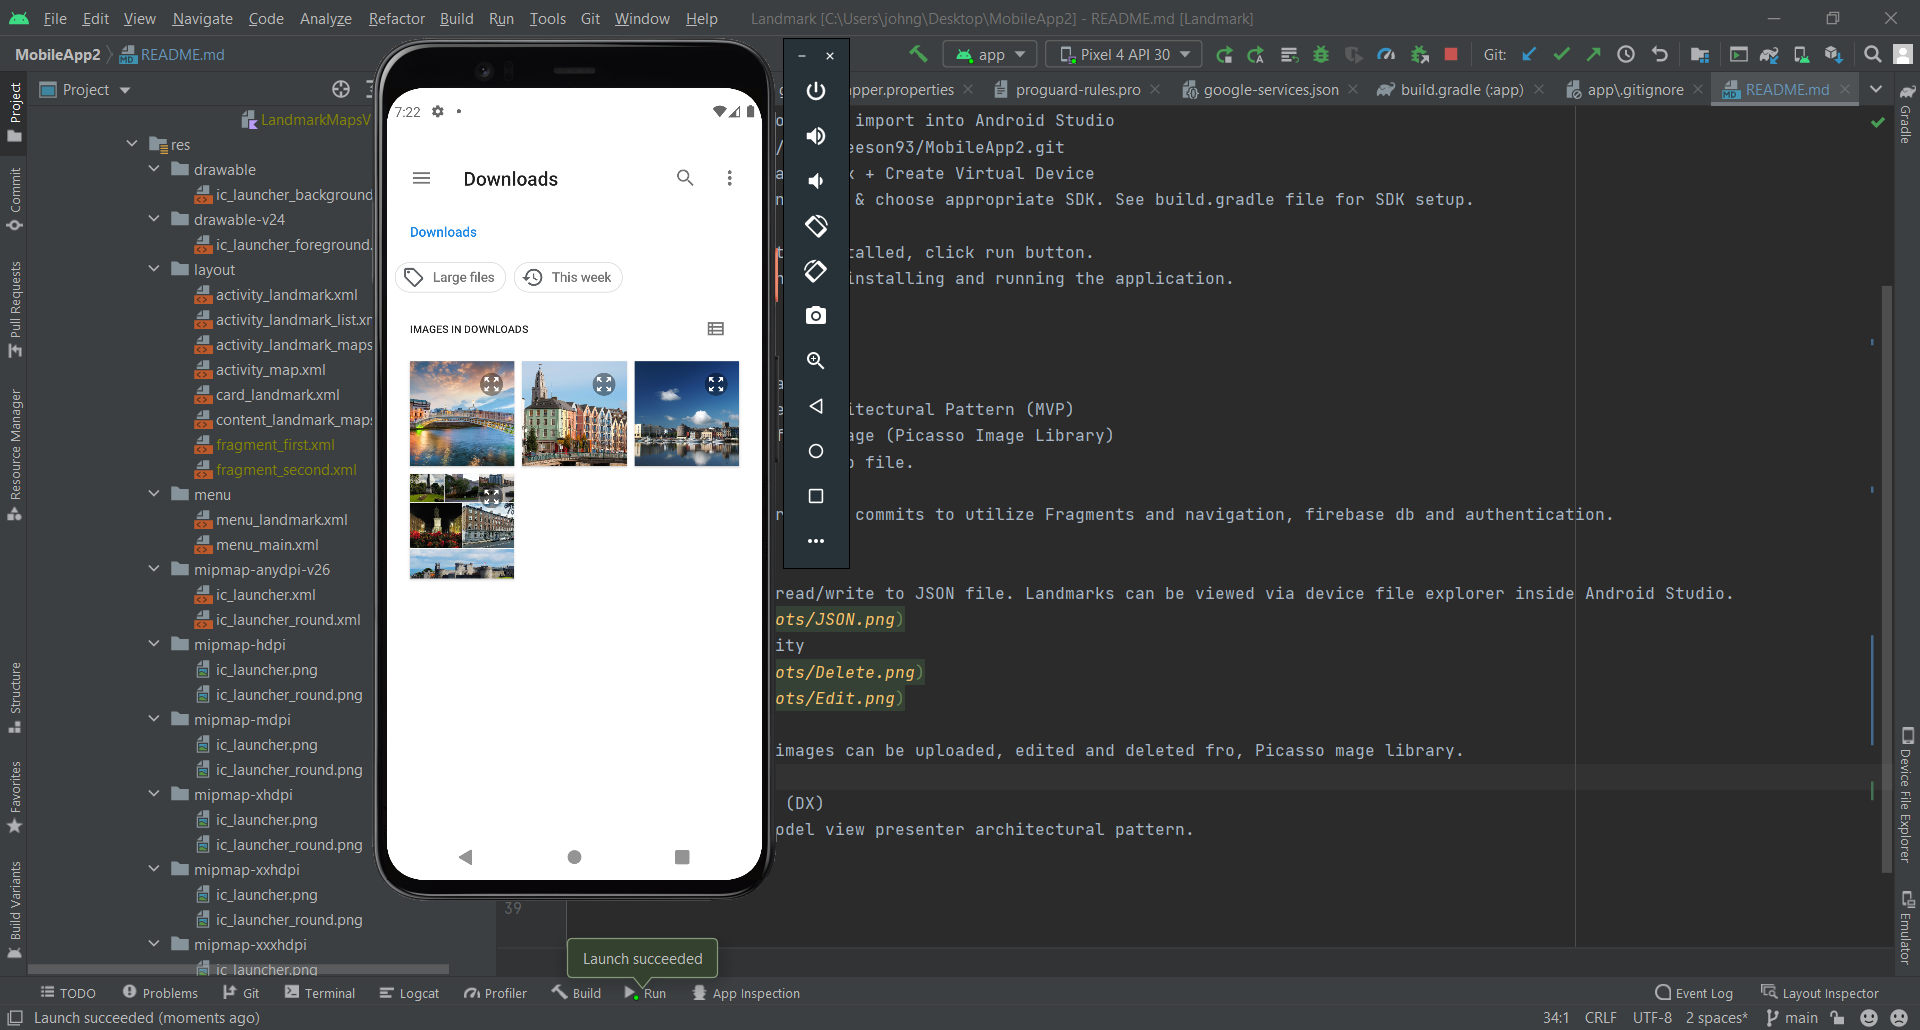 File Edit View Navigate Code Analyze Refactor Build Run Tools Git Window Help Landmark [C:\Users\johng\Desktop\MobileApp2] - README.md [Landmark]
MobileApp2 README.md app Pixel 4 API 30 Git:
Project
pper.properties proguard-rules.pro google-services.json build.gradle (:app) app\.gitignore README.md
Project
Commit
Pull Requests
Resource Manager
Structure
Favorites
Build Variants
LandmarkMapsV
res
drawable
ic_launcher_background
drawable-v24
ic_launcher_foreground.
layout
activity_landmark.xml
activity_landmark_list.xm
activity_landmark_maps
activity_map.xml
card_landmark.xml
content_landmark_maps
fragment_first.xml
fragment_second.xml
menu
menu_landmark.xml
menu_main.xml
mipmap-anydpi-v26
ic_launcher.xml
ic_launcher_round.xml
mipmap-hdpi
ic_launcher.png
ic_launcher_round.png
mipmap-mdpi
ic_launcher.png
ic_launcher_round.png
mipmap-xhdpi
ic_launcher.png
ic_launcher_round.png
mipmap-xxhdpi
ic_launcher.png
ic_launcher_round.png
mipmap-xxxhdpi
ic_launcher.png
7:22
Downloads
Downloads
Large files This week
IMAGES IN DOWNLOADS
import into Android Studio
eeson93/MobileApp2.git
+ Create Virtual Device
& choose appropriate SDK. See build.gradle file for SDK setup.
talled, click run button.
installing and running the application.
itectural Pattern (MVP)
age (Picasso Image Library)
file.
commits to utilize Fragments and navigation, firebase db and authentication.
read/write to JSON file. Landmarks can be viewed via device file explorer inside Android Studio.
ots/JSON.png)
ity
ots/Delete.png)
ots/Edit.png)
images can be uploaded, edited and deleted fro, Picasso mage library.
(DX)
odel view presenter architectural pattern.
39
Gradle
Device File Explorer
Emulator
Launch succeeded
TODO Problems Git Terminal Logcat Profiler Build Run App Inspection Event Log Layout Inspector
Launch succeeded (moments ago) 34:1 CRLF UTF-8 2 spaces* main